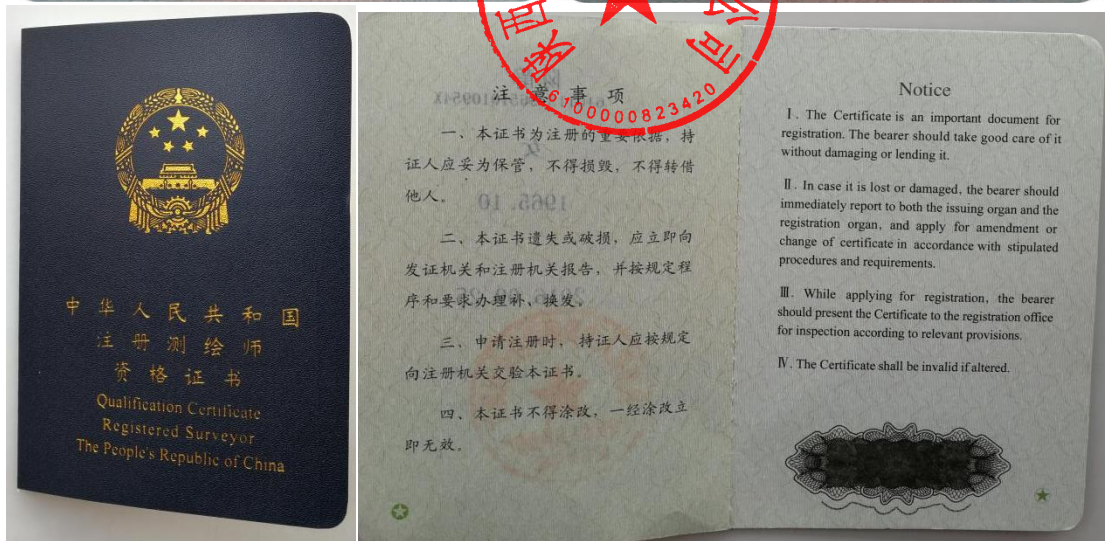 中华人民共和国
注册测绘师
资格证书
Qualification Certificate
Registered Surveyor
The People's Republic of China
陕西
公司
6100000823420
注意事项
一、本证书为注册的重要依据，持
证人应妥为保管，不得损毁，不得转借
他人。
1965.10
二、本证书遗失或破损，应立即向
发证机关和注册机关报告，并按规定程
序和要求办理补、换发。
三、申请注册时，持证人应按规定
向注册机关交验本证书。
四、本证书不得涂改，一经涂改立
即无效。
Notice
Ⅰ. The Certificate is an important document for
registration. The bearer should take good care of it
without damaging or lending it.
Ⅱ. In case it is lost or damaged, the bearer should
immediately report to both the issuing organ and the
registration organ, and apply for amendment or
change of certificate in accordance with stipulated
procedures and requirements.
Ⅲ. While applying for registration, the bearer
should present the Certificate to the registration office
for inspection according to relevant provisions.
Ⅳ. The Certificate shall be invalid if altered.